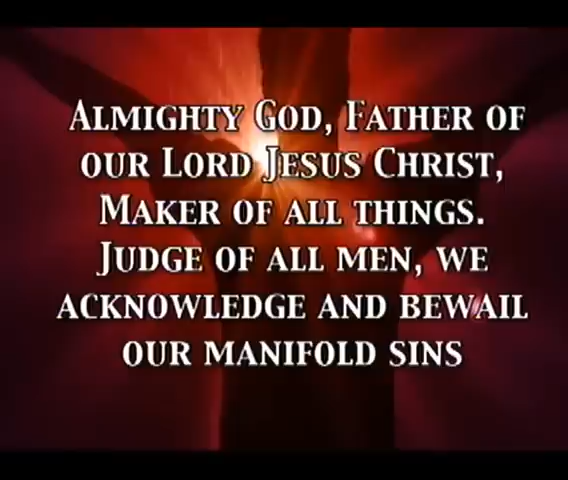 Almighty God, Father of
our Lord Jesus Christ,
Maker of all things.
Judge of all men, we
acknowledge and bewail
our manifold sins